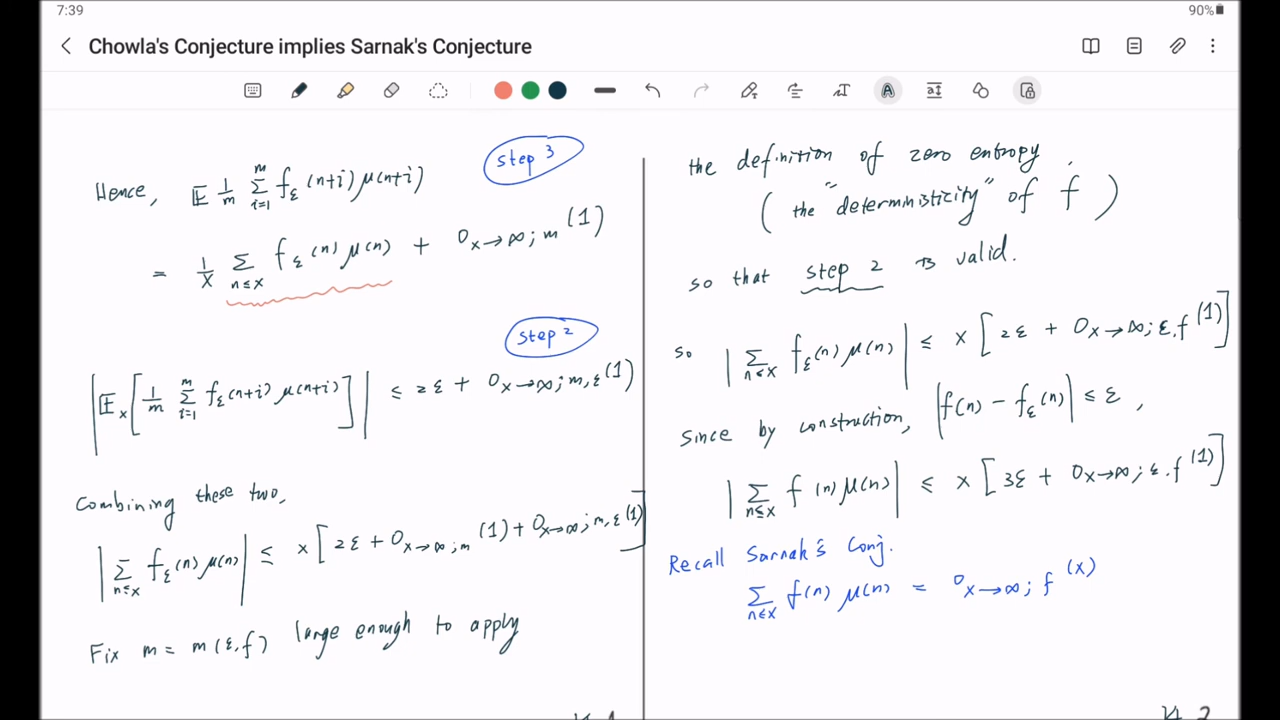 7:39
90%
Chowla's Conjecture implies Sarnak's Conjecture
Step 3
Hence, 𝔼 1/m Σ_{i=1}^{m} f_ε(n+i) μ(n+i)
= 1/x Σ_{n≤x} f_ε(n) μ(n) + o_{x→∞;m}(1)
Step 2
|𝔼_x [1/m Σ_{i=1}^{m} f_ε(n+i) μ(n+i)]| ≤ 2ε + o_{x→∞;m,ε}(1)
Combining these two,
|Σ_{n≤x} f_ε(n) μ(n)| ≤ x [2ε + o_{x→∞;m}(1) + o_{x→∞;m,ε}(1)]
Fix m = m(ε,f) large enough to apply
the definition of zero entropy.
(the "deterministicity" of f)
so that step 2 is valid.
so |Σ_{n≤x} f_ε(n) μ(n)| ≤ x [2ε + o_{x→∞;ε,f}(1)]
Since by construction, |f(n) − f_ε(n)| ≤ ε,
|Σ_{n≤x} f(n) μ(n)| ≤ x [3ε + o_{x→∞;ε,f}(1)]
Recall Sarnak's Conj.
Σ_{n≤x} f(n) μ(n) = o_{x→∞;f}(x)